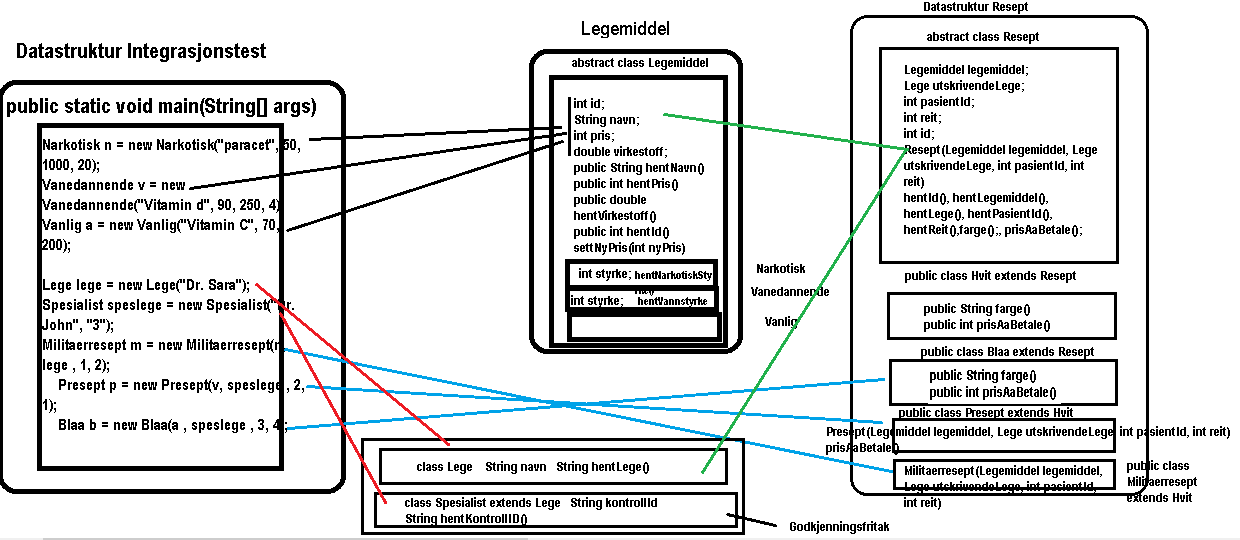 Datastruktur Integrasjonstest
public static void main(String[] args)
Narkotisk n = new Narkotisk("paracet", 50,
1000, 20);
Vanedannende v = new
Vanedannende("Vitamin d", 90, 250, 4)
Vanlig a = new Vanlig("Vitamin C", 70,
200);
Lege lege = new Lege("Dr. Sara");
Spesialist speslege = new Spesialist("Dr.
John", "3");
Militaerresept m = new Militaerresept(n
lege , 1, 2);
Presept p = new Presept(v, speslege , 2,
1);
Blaa b = new Blaa(a , speslege , 3, 4);
Legemiddel
abstract class Legemiddel
int id;
String navn;
int pris;
double virkestoff;
public String hentNavn()
public int hentPris()
public double
hentVirkestoff()
public int hentId()
settNyPris(int nyPris)
int styrke; hentNarkotiskSty
Narkotisk
int styrke; hentVannstyrke
Vanedannende
Vanlig
class Lege String navn String hentLege()
class Spesialist extends Lege String kontrollId
String hentKontrollID()
Godkjenningsfritak
Datastruktur Resept
abstract class Resept
Legemiddel legemiddel;
Lege utskrivendeLege;
int pasientId;
int reit;
int id;
Resept(Legemiddel legemiddel, Lege
utskrivendeLege, int pasientId, int
reit)
hentId(), hentLegemiddel(),
hentLege(), hentPasientId(),
hentReit(),farge();, prisAaBetale();
public class Hvit extends Resept
public String farge()
public int prisAaBetale()
public class Blaa extends Resept
public String farge()
public int prisAaBetale()
public class Presept extends Hvit
Presept(Legemiddel legemiddel, Lege utskrivendeLege int pasientId, int reit)
prisAaBetale()
Militaerresept(Legemiddel legemiddel,
Lege utskrivendeLege, int pasientId,
int reit)
public class
Militaerresept
extends Hvit